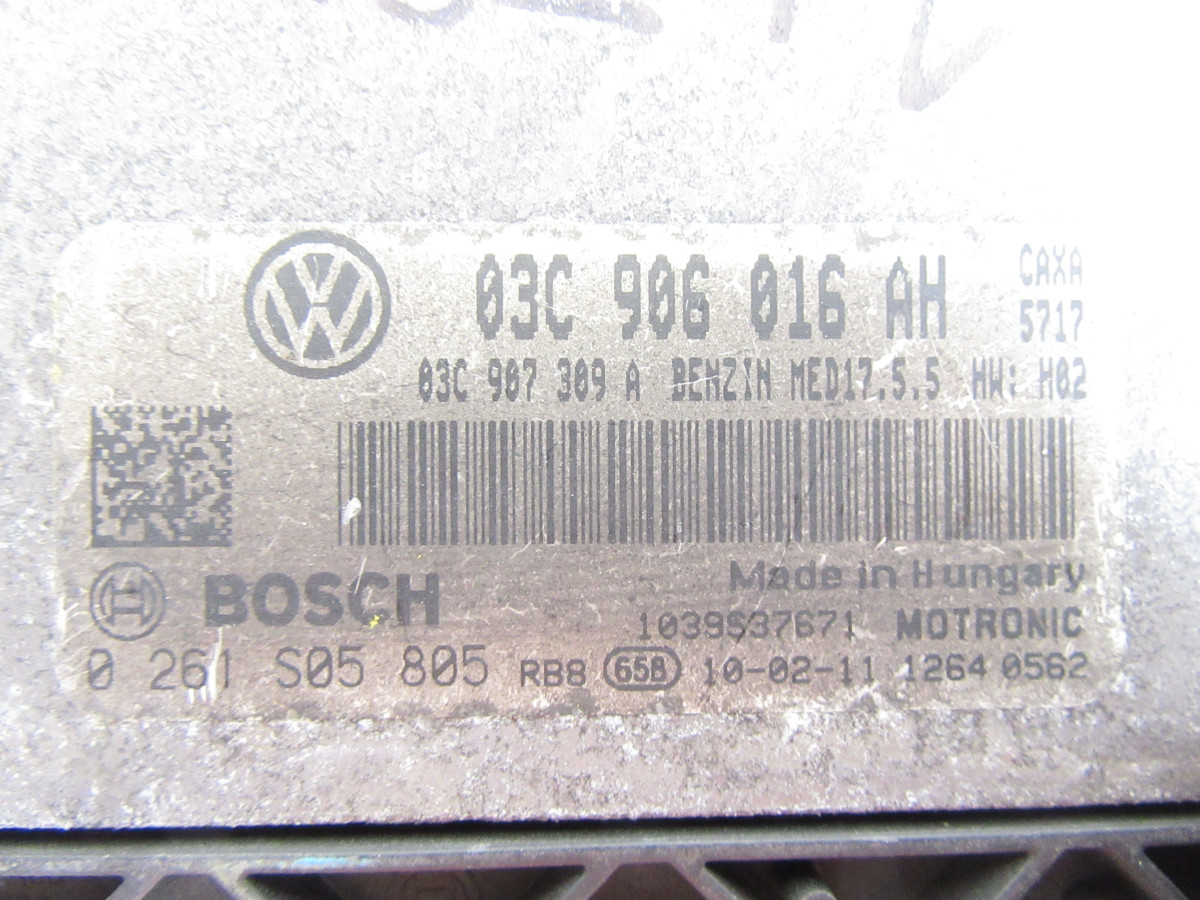 03C 906 016 AH CAXA
5717
03C 907 309 A BENZIN MED17.5.5 HW: H02
Made in Hungary
BOSCH
1039S37671 MOTRONIC
0 261 S05 805 RB8 65B 10-02-11 1264 0562